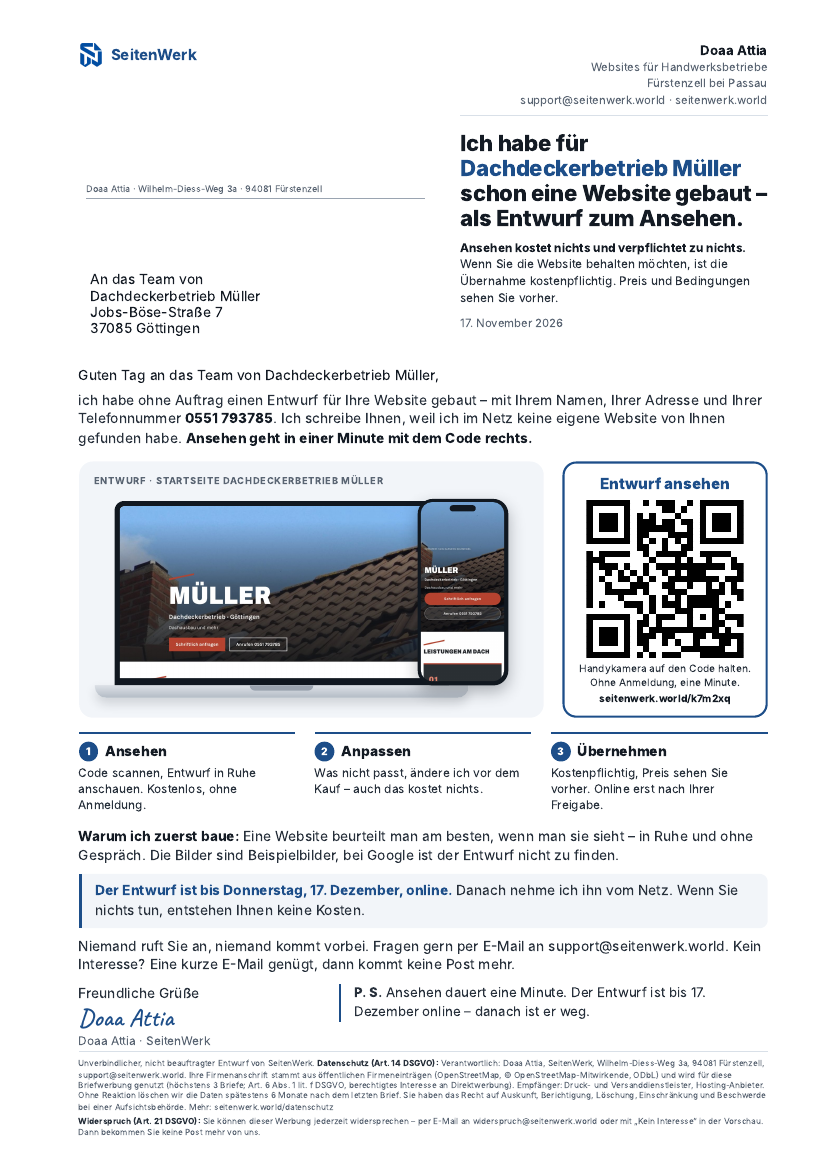 SeitenWerk
Doaa Attia
Websites für Handwerksbetriebe
Fürstenzell bei Passau
support@seitenwerk.world · seitenwerk.world
Ich habe für
Dachdeckerbetrieb Müller
schon eine Website gebaut –
als Entwurf zum Ansehen.
Ansehen kostet nichts und verpflichtet zu nichts.
Wenn Sie die Website behalten möchten, ist die
Übernahme kostenpflichtig. Preis und Bedingungen
sehen Sie vorher.
17. November 2026
Doaa Attia · Wilhelm-Diess-Weg 3a · 94081 Fürstenzell
An das Team von
Dachdeckerbetrieb Müller
Jobs-Böse-Straße 7
37085 Göttingen
Guten Tag an das Team von Dachdeckerbetrieb Müller,
ich habe ohne Auftrag einen Entwurf für Ihre Website gebaut – mit Ihrem Namen, Ihrer Adresse und Ihrer
Telefonnummer 0551 793785. Ich schreibe Ihnen, weil ich im Netz keine eigene Website von Ihnen
gefunden habe. Ansehen geht in einer Minute mit dem Code rechts.
ENTWURF · STARTSEITE DACHDECKERBETRIEB MÜLLER
MÜLLER
Dachdeckerbetrieb · Göttingen
Dachausbau und mehr.
Schriftlich anfragen
Anrufen 0551 793785
MÜLLER
Dachdeckerbetrieb · Göttingen
Dachausbau und mehr.
Schriftlich anfragen
Anrufen 0551 793785
LEISTUNGEN AM DACH
01
Entwurf ansehen
Handykamera auf den Code halten.
Ohne Anmeldung, eine Minute.
seitenwerk.world/k7m2xq
1 Ansehen
Code scannen, Entwurf in Ruhe
anschauen. Kostenlos, ohne
Anmeldung.
2 Anpassen
Was nicht passt, ändere ich vor dem
Kauf – auch das kostet nichts.
3 Übernehmen
Kostenpflichtig, Preis sehen Sie
vorher. Online erst nach Ihrer
Freigabe.
Warum ich zuerst baue: Eine Website beurteilt man am besten, wenn man sie sieht – in Ruhe und ohne
Gespräch. Die Bilder sind Beispielbilder, bei Google ist der Entwurf nicht zu finden.
Der Entwurf ist bis Donnerstag, 17. Dezember, online. Danach nehme ich ihn vom Netz. Wenn Sie
nichts tun, entstehen Ihnen keine Kosten.
Niemand ruft Sie an, niemand kommt vorbei. Fragen gern per E-Mail an support@seitenwerk.world. Kein
Interesse? Eine kurze E-Mail genügt, dann kommt keine Post mehr.
Freundliche Grüße
Doaa Attia
Doaa Attia · SeitenWerk
P. S. Ansehen dauert eine Minute. Der Entwurf ist bis 17.
Dezember online – danach ist er weg.
Unverbindlicher, nicht beauftragter Entwurf von SeitenWerk. Datenschutz (Art. 14 DSGVO): Verantwortlich: Doaa Attia, SeitenWerk, Wilhelm-Diess-Weg 3a, 94081 Fürstenzell,
support@seitenwerk.world. Ihre Firmenanschrift stammt aus öffentlichen Firmeneinträgen (OpenStreetMap, © OpenStreetMap-Mitwirkende, ODbL) und wird für diese
Briefwerbung genutzt (höchstens 3 Briefe; Art. 6 Abs. 1 lit. f DSGVO, berechtigtes Interesse an Direktwerbung). Empfänger: Druck- und Versanddienstleister, Hosting-Anbieter.
Ohne Reaktion löschen wir die Daten spätestens 6 Monate nach dem letzten Brief. Sie haben das Recht auf Auskunft, Berichtigung, Löschung, Einschränkung und Beschwerde
bei einer Aufsichtsbehörde. Mehr: seitenwerk.world/datenschutz
Widerspruch (Art. 21 DSGVO): Sie können dieser Werbung jederzeit widersprechen – per E-Mail an widerspruch@seitenwerk.world oder mit „Kein Interesse“ in der Vorschau.
Dann bekommen Sie keine Post mehr von uns.